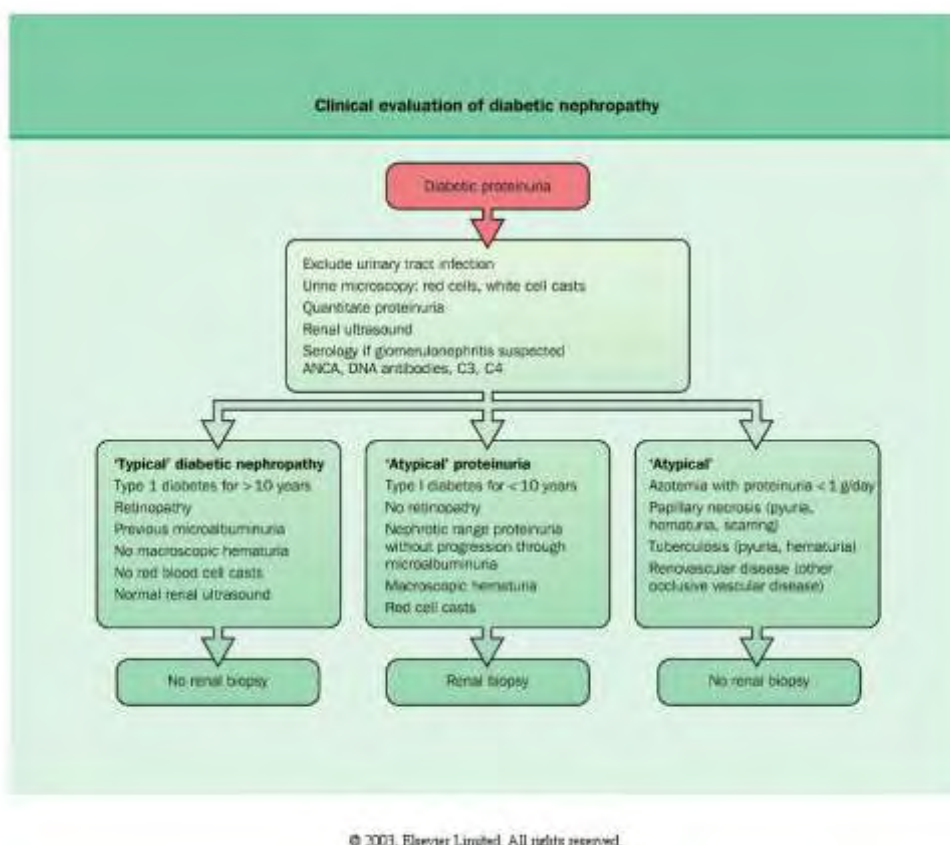 Clinical evaluation of diabetic nephropathy
Diabetic proteinuria
Exclude urinary tract infection
Urine microscopy: red cells, white cell casts
Quantitate proteinuria
Renal ultrasound
Serology if glomerulonephritis suspected
ANCA, DNA antibodies, C3, C4
'Typical' diabetic nephropathy
Type 1 diabetes for > 10 years
Retinopathy
Previous microalbuminuria
No macroscopic hematuria
No red blood cell casts
Normal renal ultrasound
No renal biopsy
'Atypical' proteinuria
Type I diabetes for < 10 years
No retinopathy
Nephrotic range proteinuria
without progression through
microalbuminuria
Macroscopic hematuria
Red cell casts
Renal biopsy
'Atypical'
Azotemia with proteinuria < 1 g/day
Papillary necrosis (pyuria,
hematuria, scarring)
Tuberculosis (pyuria, hematuria)
Renovascular disease (other
occlusive vascular disease)
No renal biopsy
© 2003, Elsevier Limited. All rights reserved.